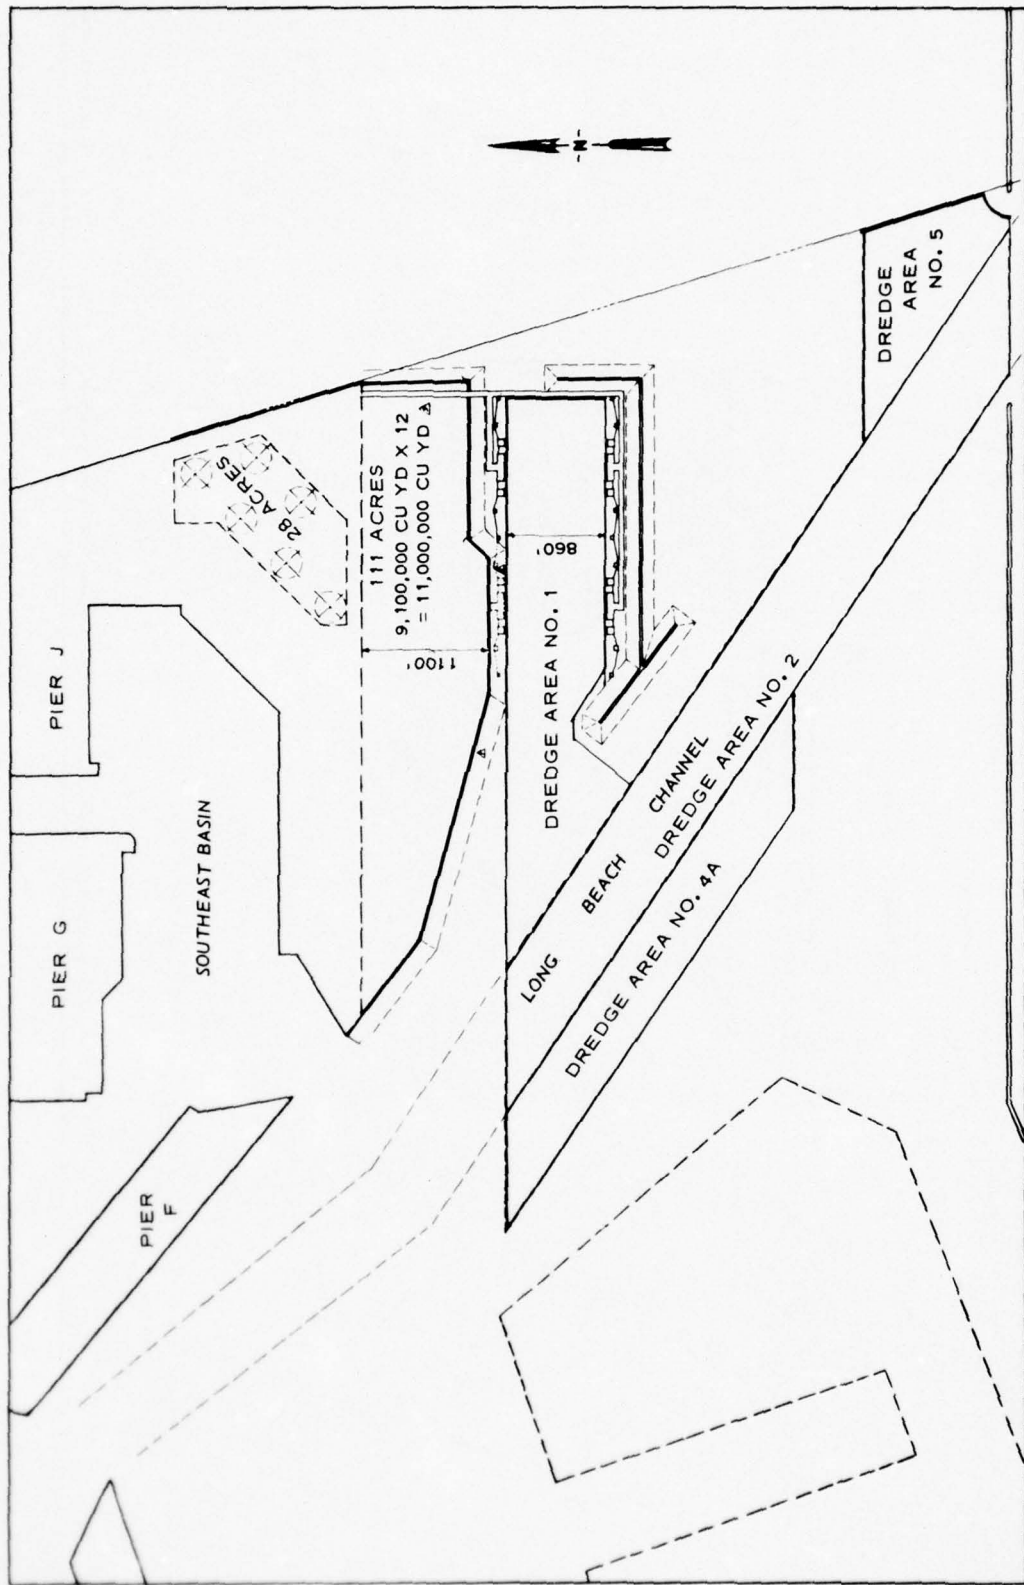 PIER J
PIER G
PIER
F
SOUTHEAST BASIN
28 ACRES
111 ACRES
9,100,000 CU YD X 12
= 11,000,000 CU YD
1100'
860'
N
DREDGE AREA NO. 1
LONG BEACH CHANNEL
DREDGE AREA NO. 2
DREDGE AREA NO. 4A
DREDGE
AREA
NO. 5